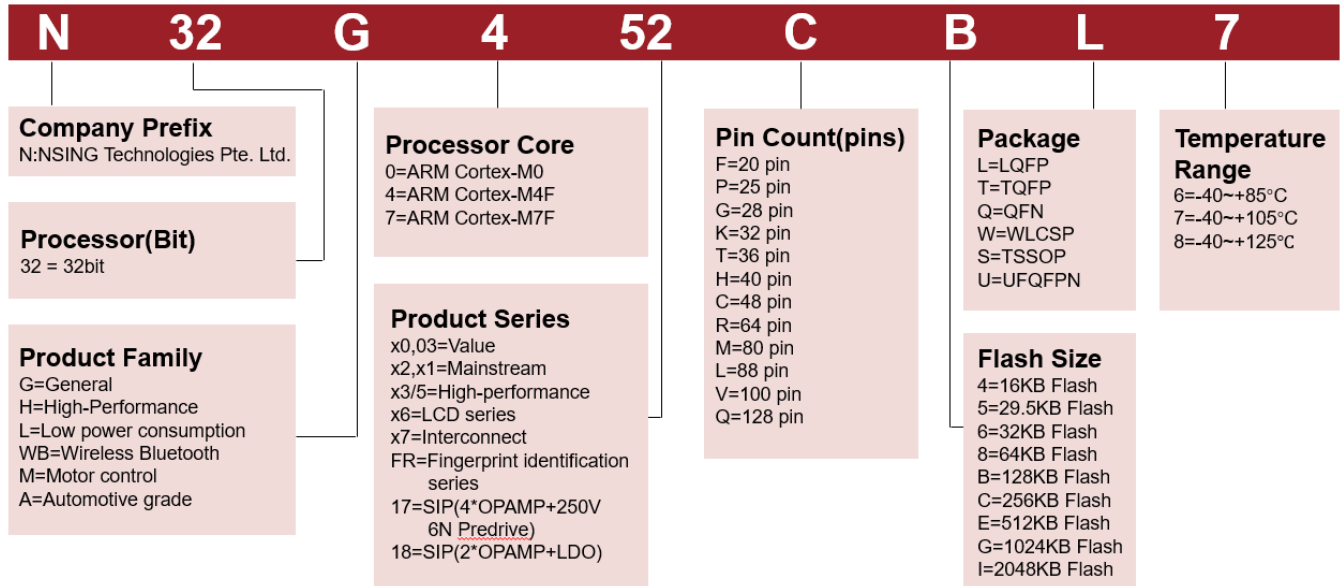 N 32 G 4 52 C B L 7
Company Prefix
N:NSING Technologies Pte. Ltd.
Processor(Bit)
32 = 32bit
Product Family
G=General
H=High-Performance
L=Low power consumption
WB=Wireless Bluetooth
M=Motor control
A=Automotive grade
Processor Core
0=ARM Cortex-M0
4=ARM Cortex-M4F
7=ARM Cortex-M7F
Product Series
x0,03=Value
x2,x1=Mainstream
x3/5=High-performance
x6=LCD series
x7=Interconnect
FR=Fingerprint identification
series
17=SIP(4*OPAMP+250V
6N Predrive)
18=SIP(2*OPAMP+LDO)
Pin Count(pins)
F=20 pin
P=25 pin
G=28 pin
K=32 pin
T=36 pin
H=40 pin
C=48 pin
R=64 pin
M=80 pin
L=88 pin
V=100 pin
Q=128 pin
Package
L=LQFP
T=TQFP
Q=QFN
W=WLCSP
S=TSSOP
U=UFQFPN
Flash Size
4=16KB Flash
5=29.5KB Flash
6=32KB Flash
8=64KB Flash
B=128KB Flash
C=256KB Flash
E=512KB Flash
G=1024KB Flash
I=2048KB Flash
Temperature
Range
6=-40~+85°C
7=-40~+105°C
8=-40~+125℃